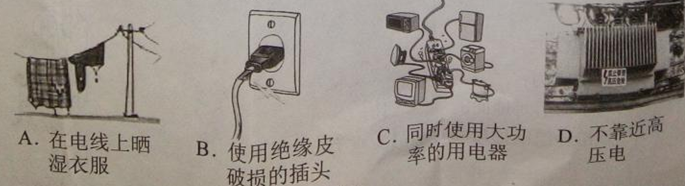 A. 在电线上晒
湿衣服
B. 使用绝缘皮
破损的插头
C. 同时使用大功
率的用电器
D. 不靠近高
压电